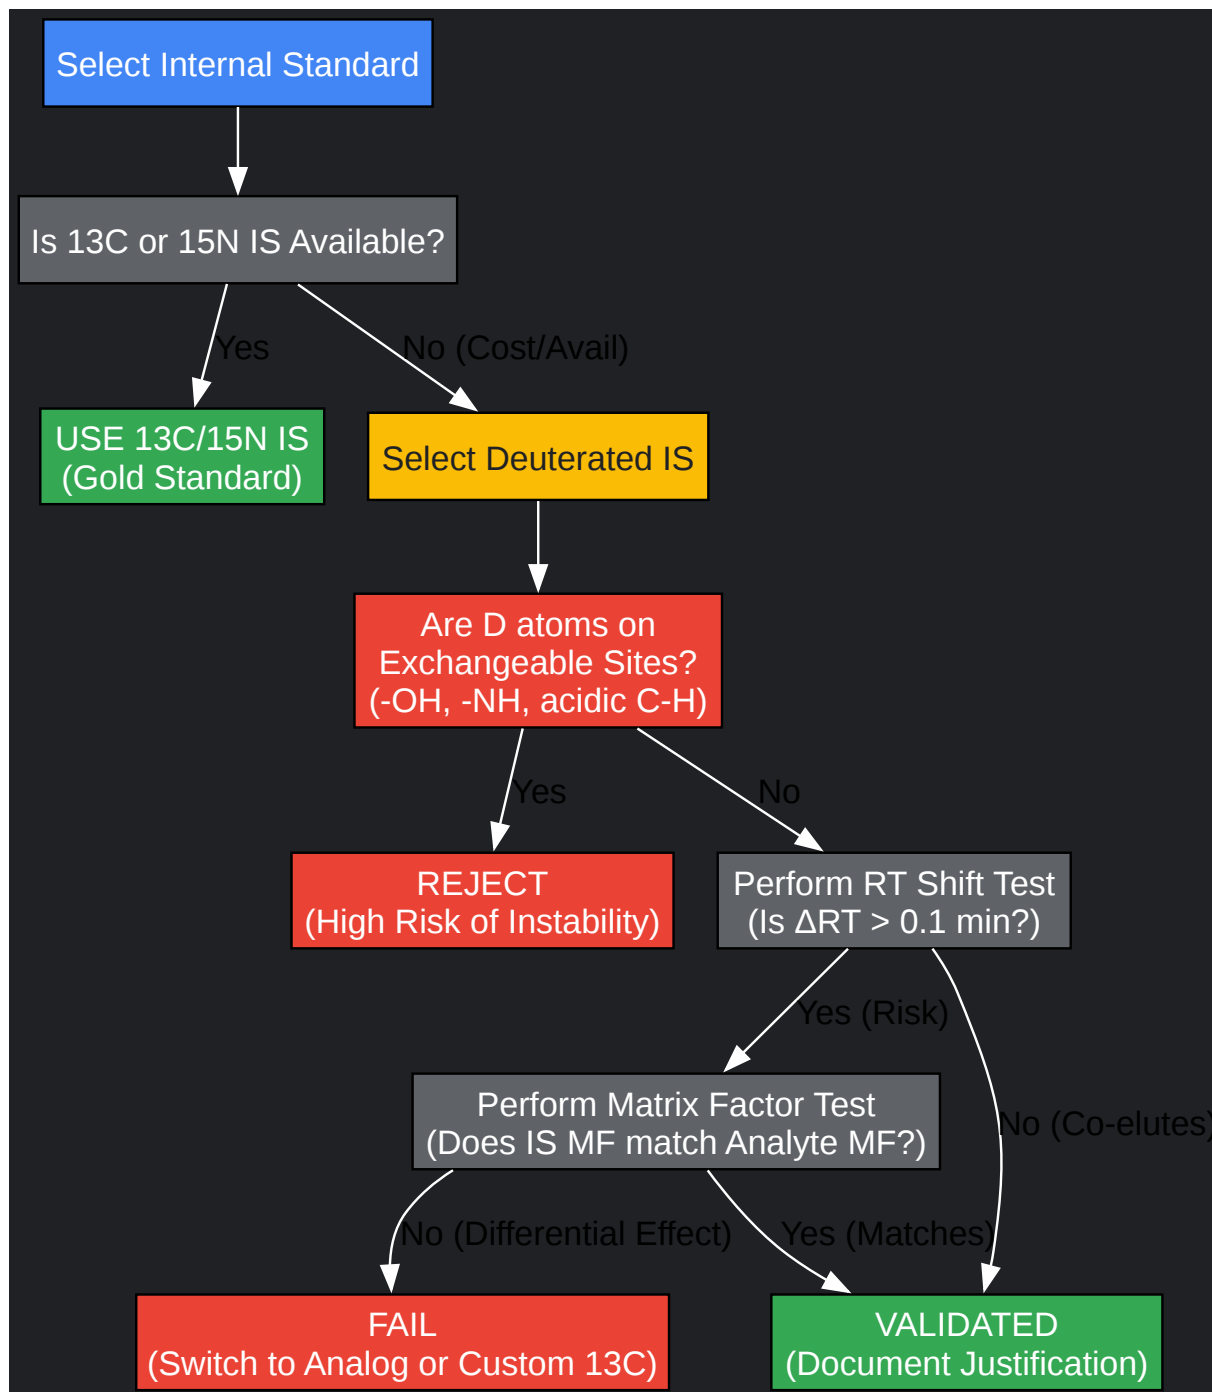 Select Internal Standard
Is 13C or 15N IS Available?
Yes
No (Cost/Avail)
USE 13C/15N IS
(Gold Standard)
Select Deuterated IS
Are D atoms on
Exchangeable Sites?
(-OH, -NH, acidic C-H)
Yes
No
REJECT
(High Risk of Instability)
Perform RT Shift Test
(Is ΔRT > 0.1 min?)
Yes (Risk)
Perform Matrix Factor Test
(Does IS MF match Analyte MF?)
No (Co-elutes)
No (Differential Effect)
Yes (Matches)
FAIL
(Switch to Analog or Custom 13C)
VALIDATED
(Document Justification)